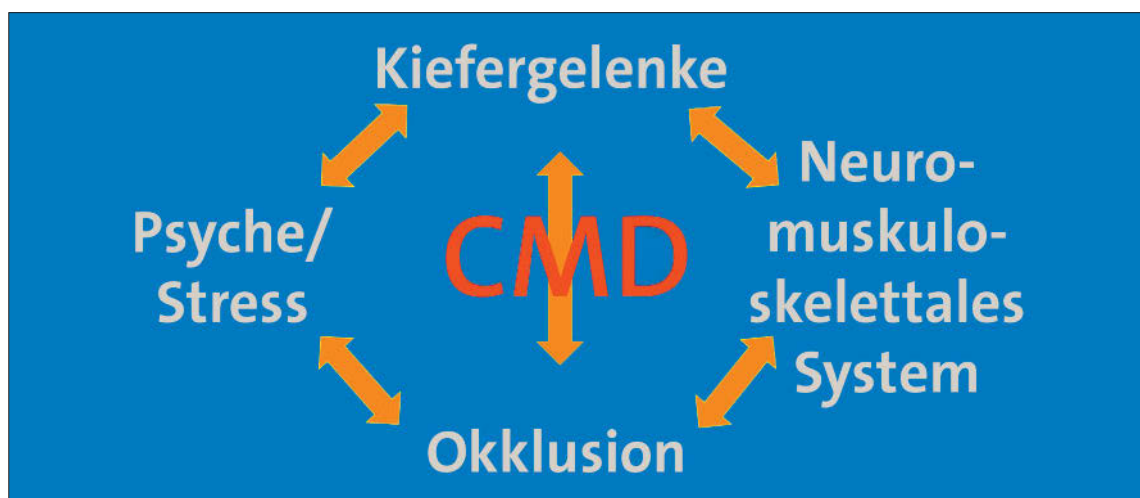 Kiefergelenke
Psyche/
Stress
CMD
Neuro-
muskulo-
skelettales
System
Okklusion